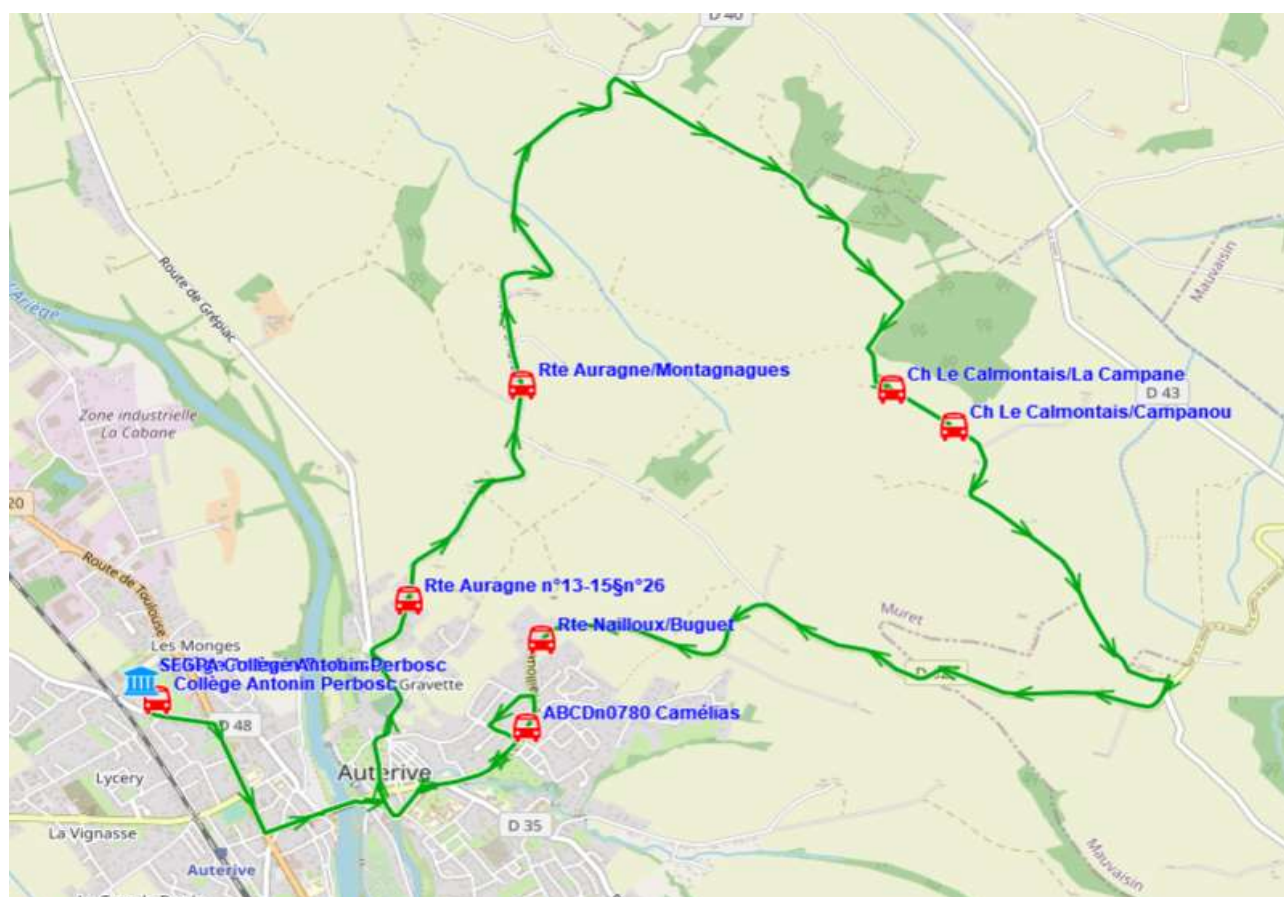 D 40
Mauvaisin
l'Ariège
Route de Grépiac
Rte Auragne/Montagnagues
Ch Le Calmontais/La Campane
D 43
Zone industrielle
La Cabane
Ch Le Calmontais/Campanou
20
Route de Toulouse
Rte Auragne n°13-15§n°26
Muret
Rte Nailloux/Buguet
Les Monges
SEGPA Collège Antonin Perbosc
Collège Antonin Perbosc
Gravette
ABCDn0780 Camélias
D 48
Auterive
Lycery
D 35
La Vignasse
Auterive
Mauvaisin